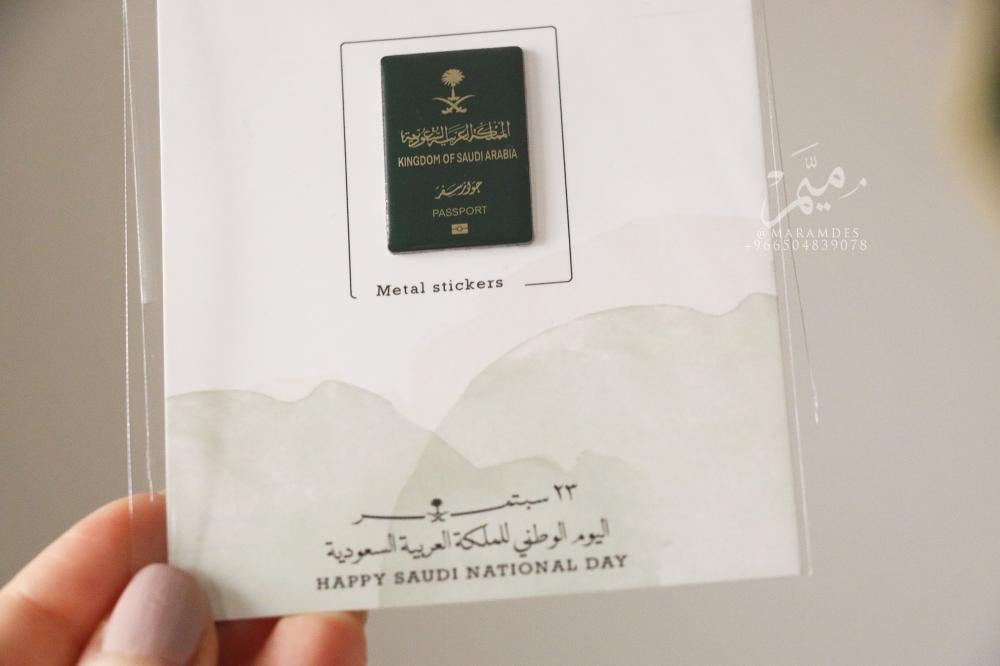 المملكة العربية السعودية
KINGDOM OF SAUDI ARABIA
جواز سفر
PASSPORT
Metal stickers
مِيَّم
@MARAMDES
+966504839078
٢٣ سبتمبر
اليوم الوطني للمملكة العربية السعودية
HAPPY SAUDI NATIONAL DAY